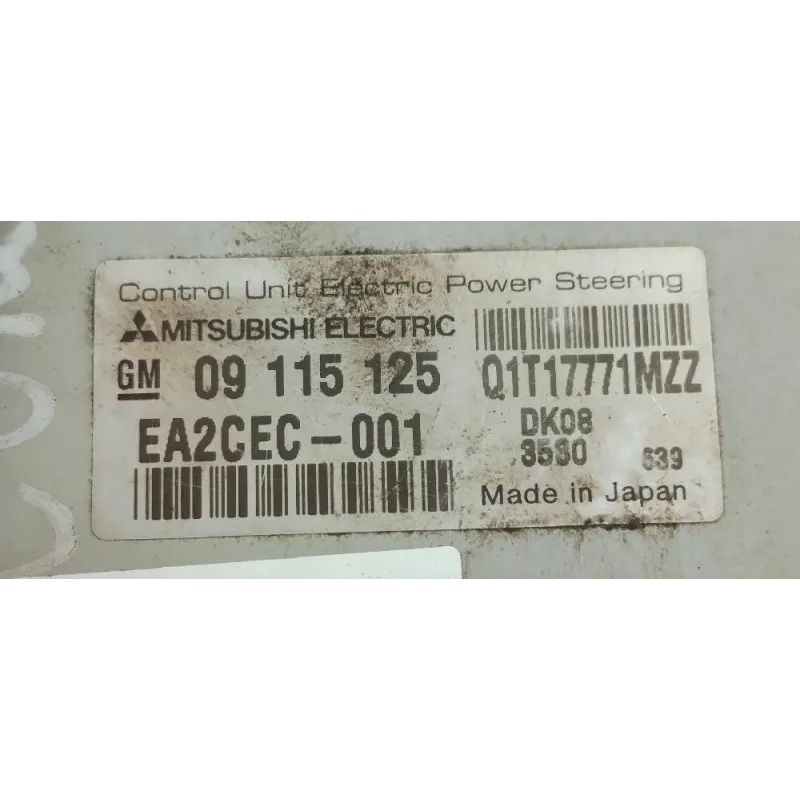 Control Unit Electric Power Steering
MITSUBISHI ELECTRIC
GM 09 115 125
Q1T17771MZZ
EA2CEC-001
DK08
3530 639
Made in Japan